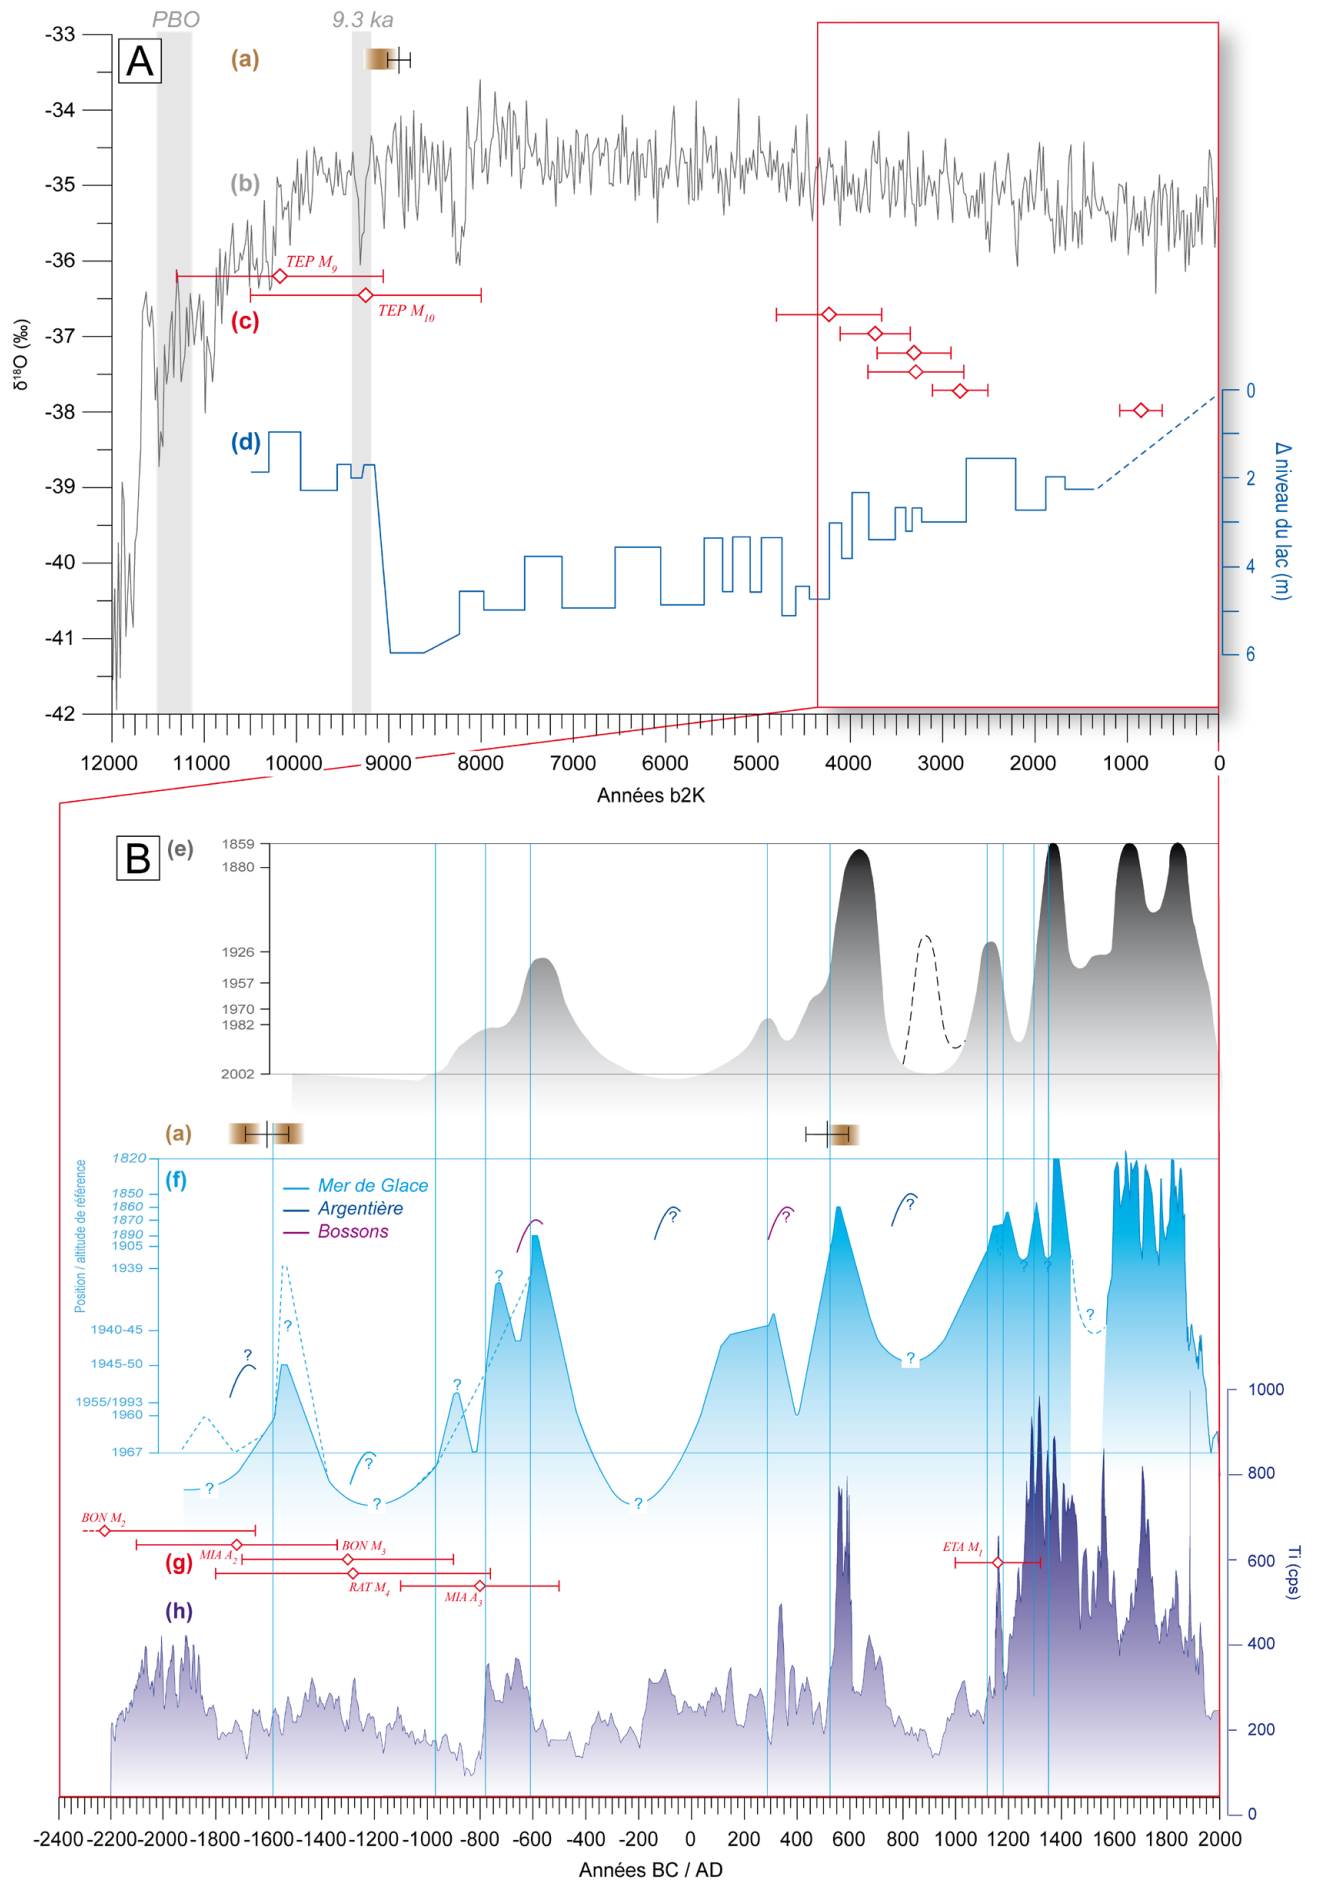 PBO
9.3 ka
A
(a)
-33
-34
-35
-36
-37
-38
-39
-40
-41
-42
δ¹⁸O (‰)
(b)
TEP M₉
TEP M₁₀
(c)
(d)
0
2
4
6
Δ niveau du lac (m)
12000 11000 10000 9000 8000 7000 6000 5000 4000 3000 2000 1000 0
Années b2K
B
(e)
1859
1880
1926
1957
1970
1982
2002
(a)
(f)
Mer de Glace
Argentière
Bossons
Position / altitude de référence
1820
1850
1860
1870
1890
1905
1939
1940-45
1945-50
1955/1993
1960
1967
? ? ? ? ? ? ? ? ? ? ? ? ? ? ? ?
BON M₂
MIA A₂
BON M₃
RAT M₄
MIA A₃
ETA M₁
(g)
(h)
1000
800
600
400
200
0
Ti (cps)
-2400 -2200 -2000 -1800 -1600 -1400 -1200 -1000 -800 -600 -400 -200 0 200 400 600 800 1000 1200 1400 1600 1800 2000
Années BC / AD